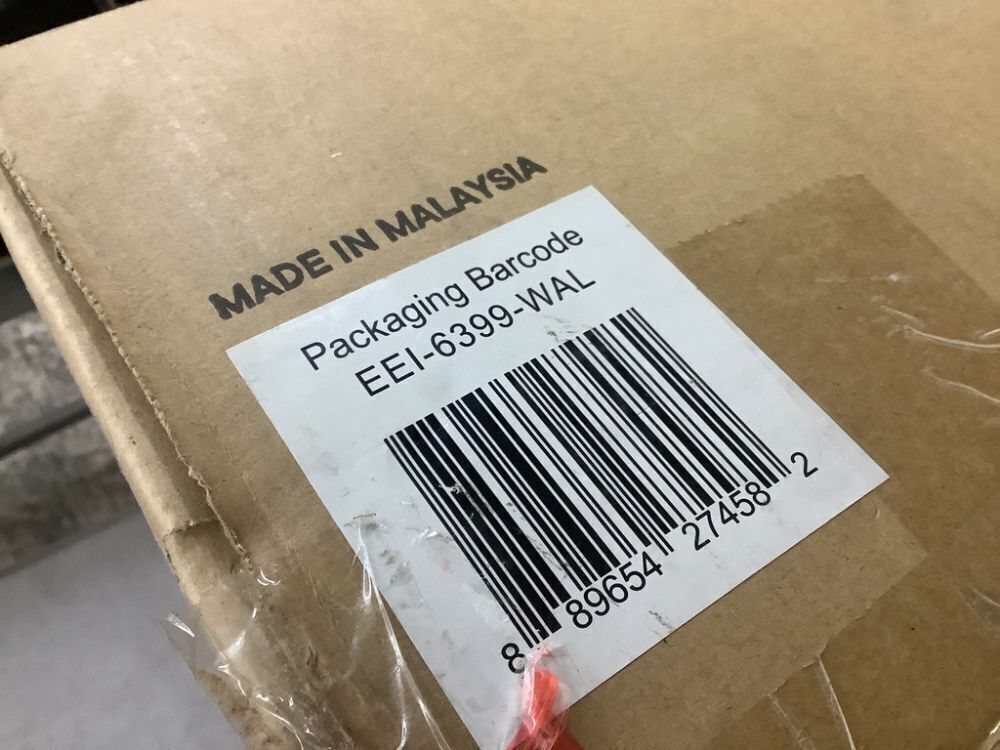 MADE IN MALAYSIA
Packaging Barcode
EEI-6399-WAL
8 89654 27458 2